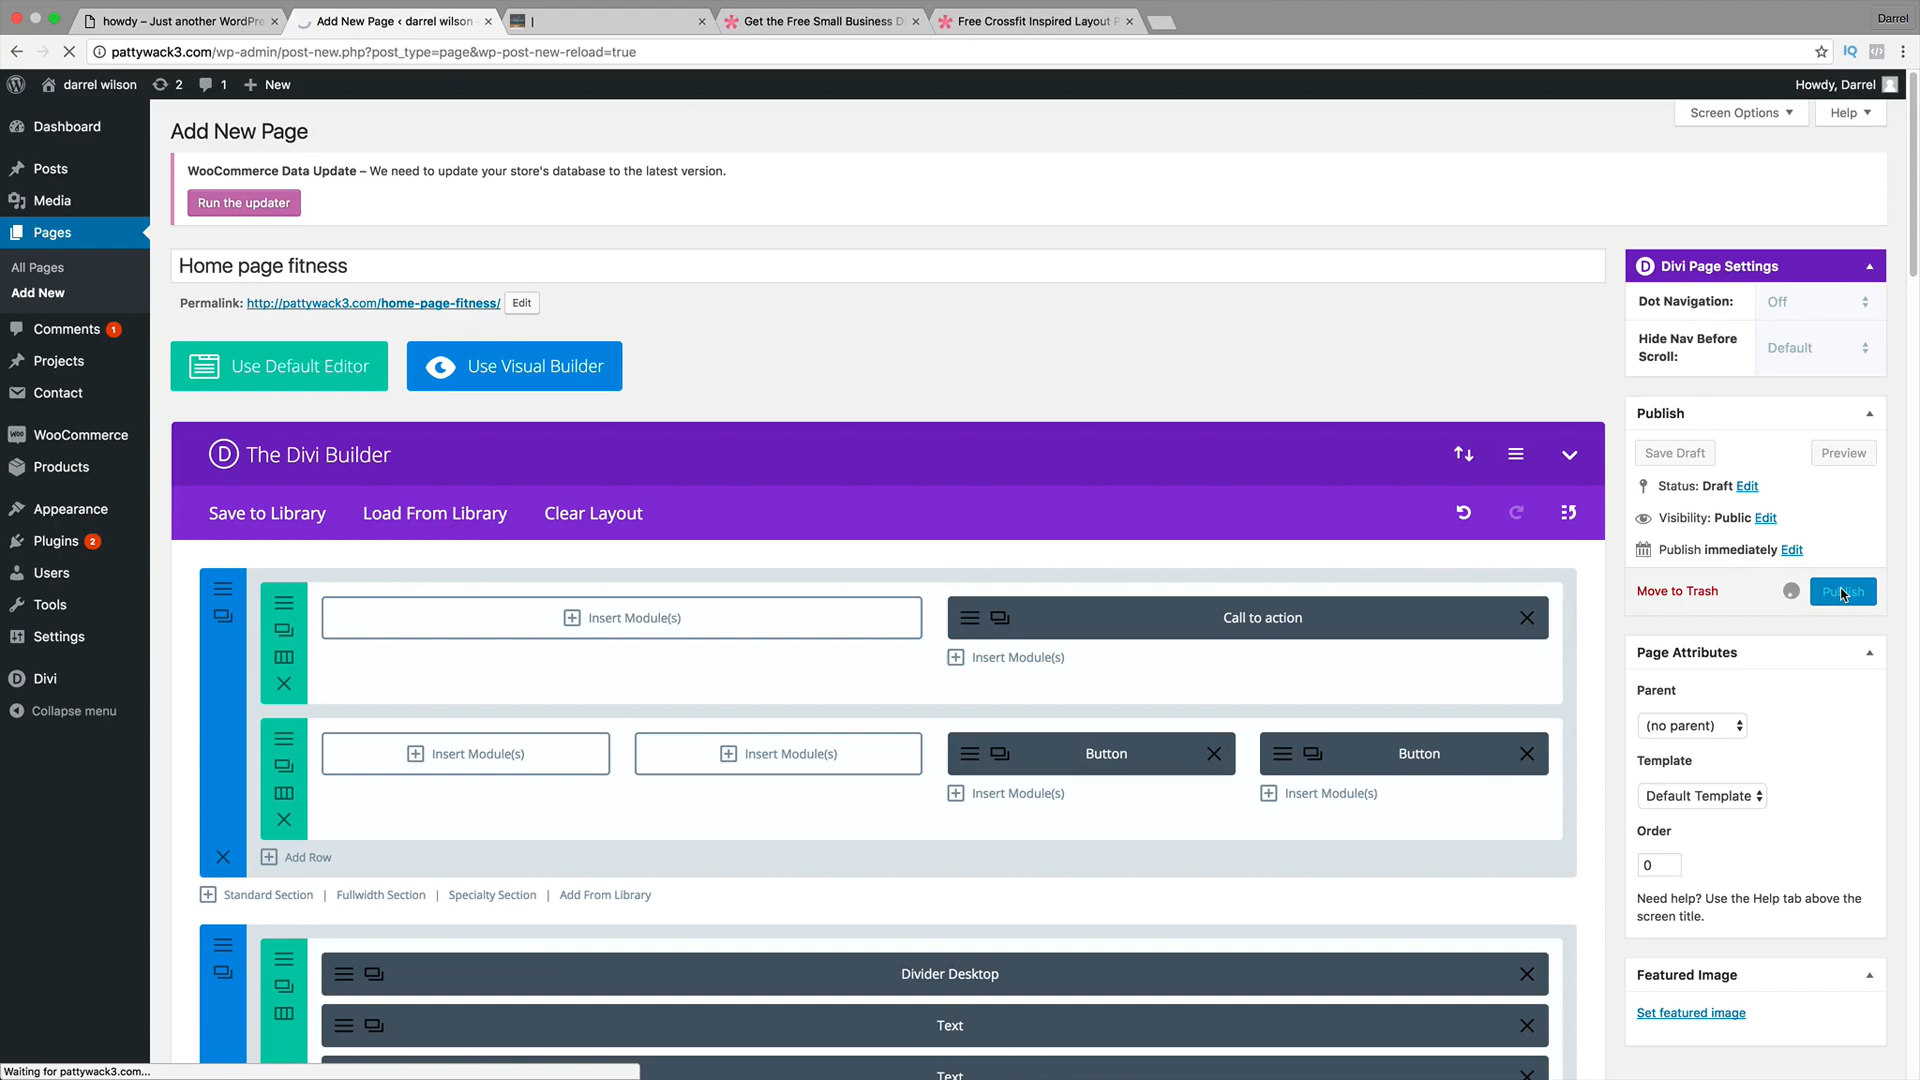 howdy – Just another WordPre
Add New Page ‹ darrel wilson
|
Get the Free Small Business D
Free Crossfit Inspired Layout P
Darrel
pattywack3.com/wp-admin/post-new.php?post_type=page&wp-post-new-reload=true
IQ
darrel wilson
2
1
New
Howdy, Darrel
Dashboard
Posts
Media
Pages
All Pages
Add New
Comments 1
Projects
Contact
WooCommerce
Products
Appearance
Plugins 2
Users
Tools
Settings
Divi
Collapse menu
Add New Page
Screen Options
Help
WooCommerce Data Update – We need to update your store's database to the latest version.
Run the updater
Home page fitness
Permalink: http://pattywack3.com/home-page-fitness/ Edit
Use Default Editor
Use Visual Builder
D The Divi Builder
Save to Library
Load From Library
Clear Layout
Insert Module(s)
Call to action
Insert Module(s)
Insert Module(s)
Insert Module(s)
Button
Button
Insert Module(s)
Insert Module(s)
Add Row
Standard Section | Fullwidth Section | Specialty Section | Add From Library
Divider Desktop
Text
Text
D Divi Page Settings
Dot Navigation: Off
Hide Nav Before
Scroll:
Default
Publish
Save Draft
Preview
Status: Draft Edit
Visibility: Public Edit
Publish immediately Edit
Move to Trash
Publish
Page Attributes
Parent
(no parent)
Template
Default Template
Order
0
Need help? Use the Help tab above the
screen title.
Featured Image
Set featured image
Waiting for pattywack3.com...